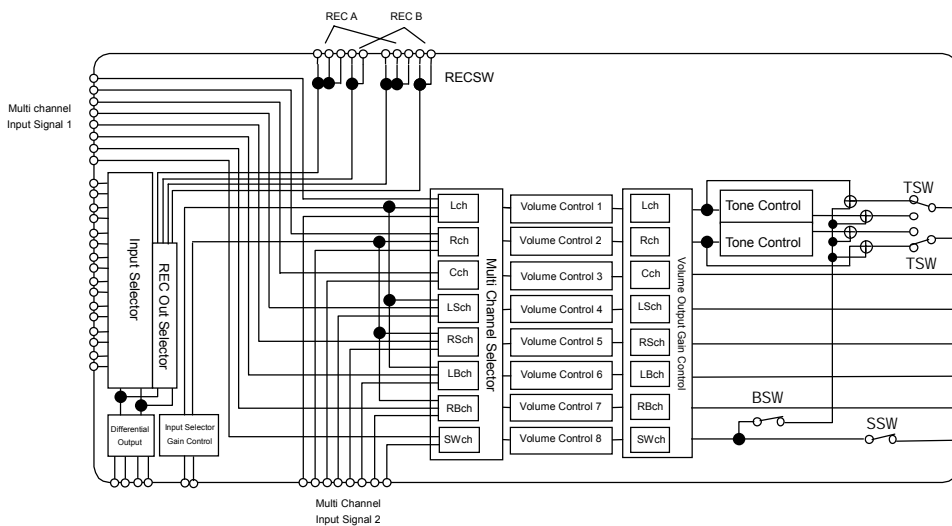 REC A
REC B
RECSW
Multi channel
Input Signal 1
Input Selector
REC Out Selector
Differential
Output
Input Selector
Gain Control
Multi Channel
Input Signal 2
Lch
Rch
Cch
LSch
RSch
LBch
RBch
SWch
Multi Channel Selector
Volume Control 1
Volume Control 2
Volume Control 3
Volume Control 4
Volume Control 5
Volume Control 6
Volume Control 7
Volume Control 8
Lch
Rch
Cch
LSch
RSch
LBch
RBch
SWch
Volume Output Gain Control
Tone Control
Tone Control
TSW
TSW
BSW
SSW